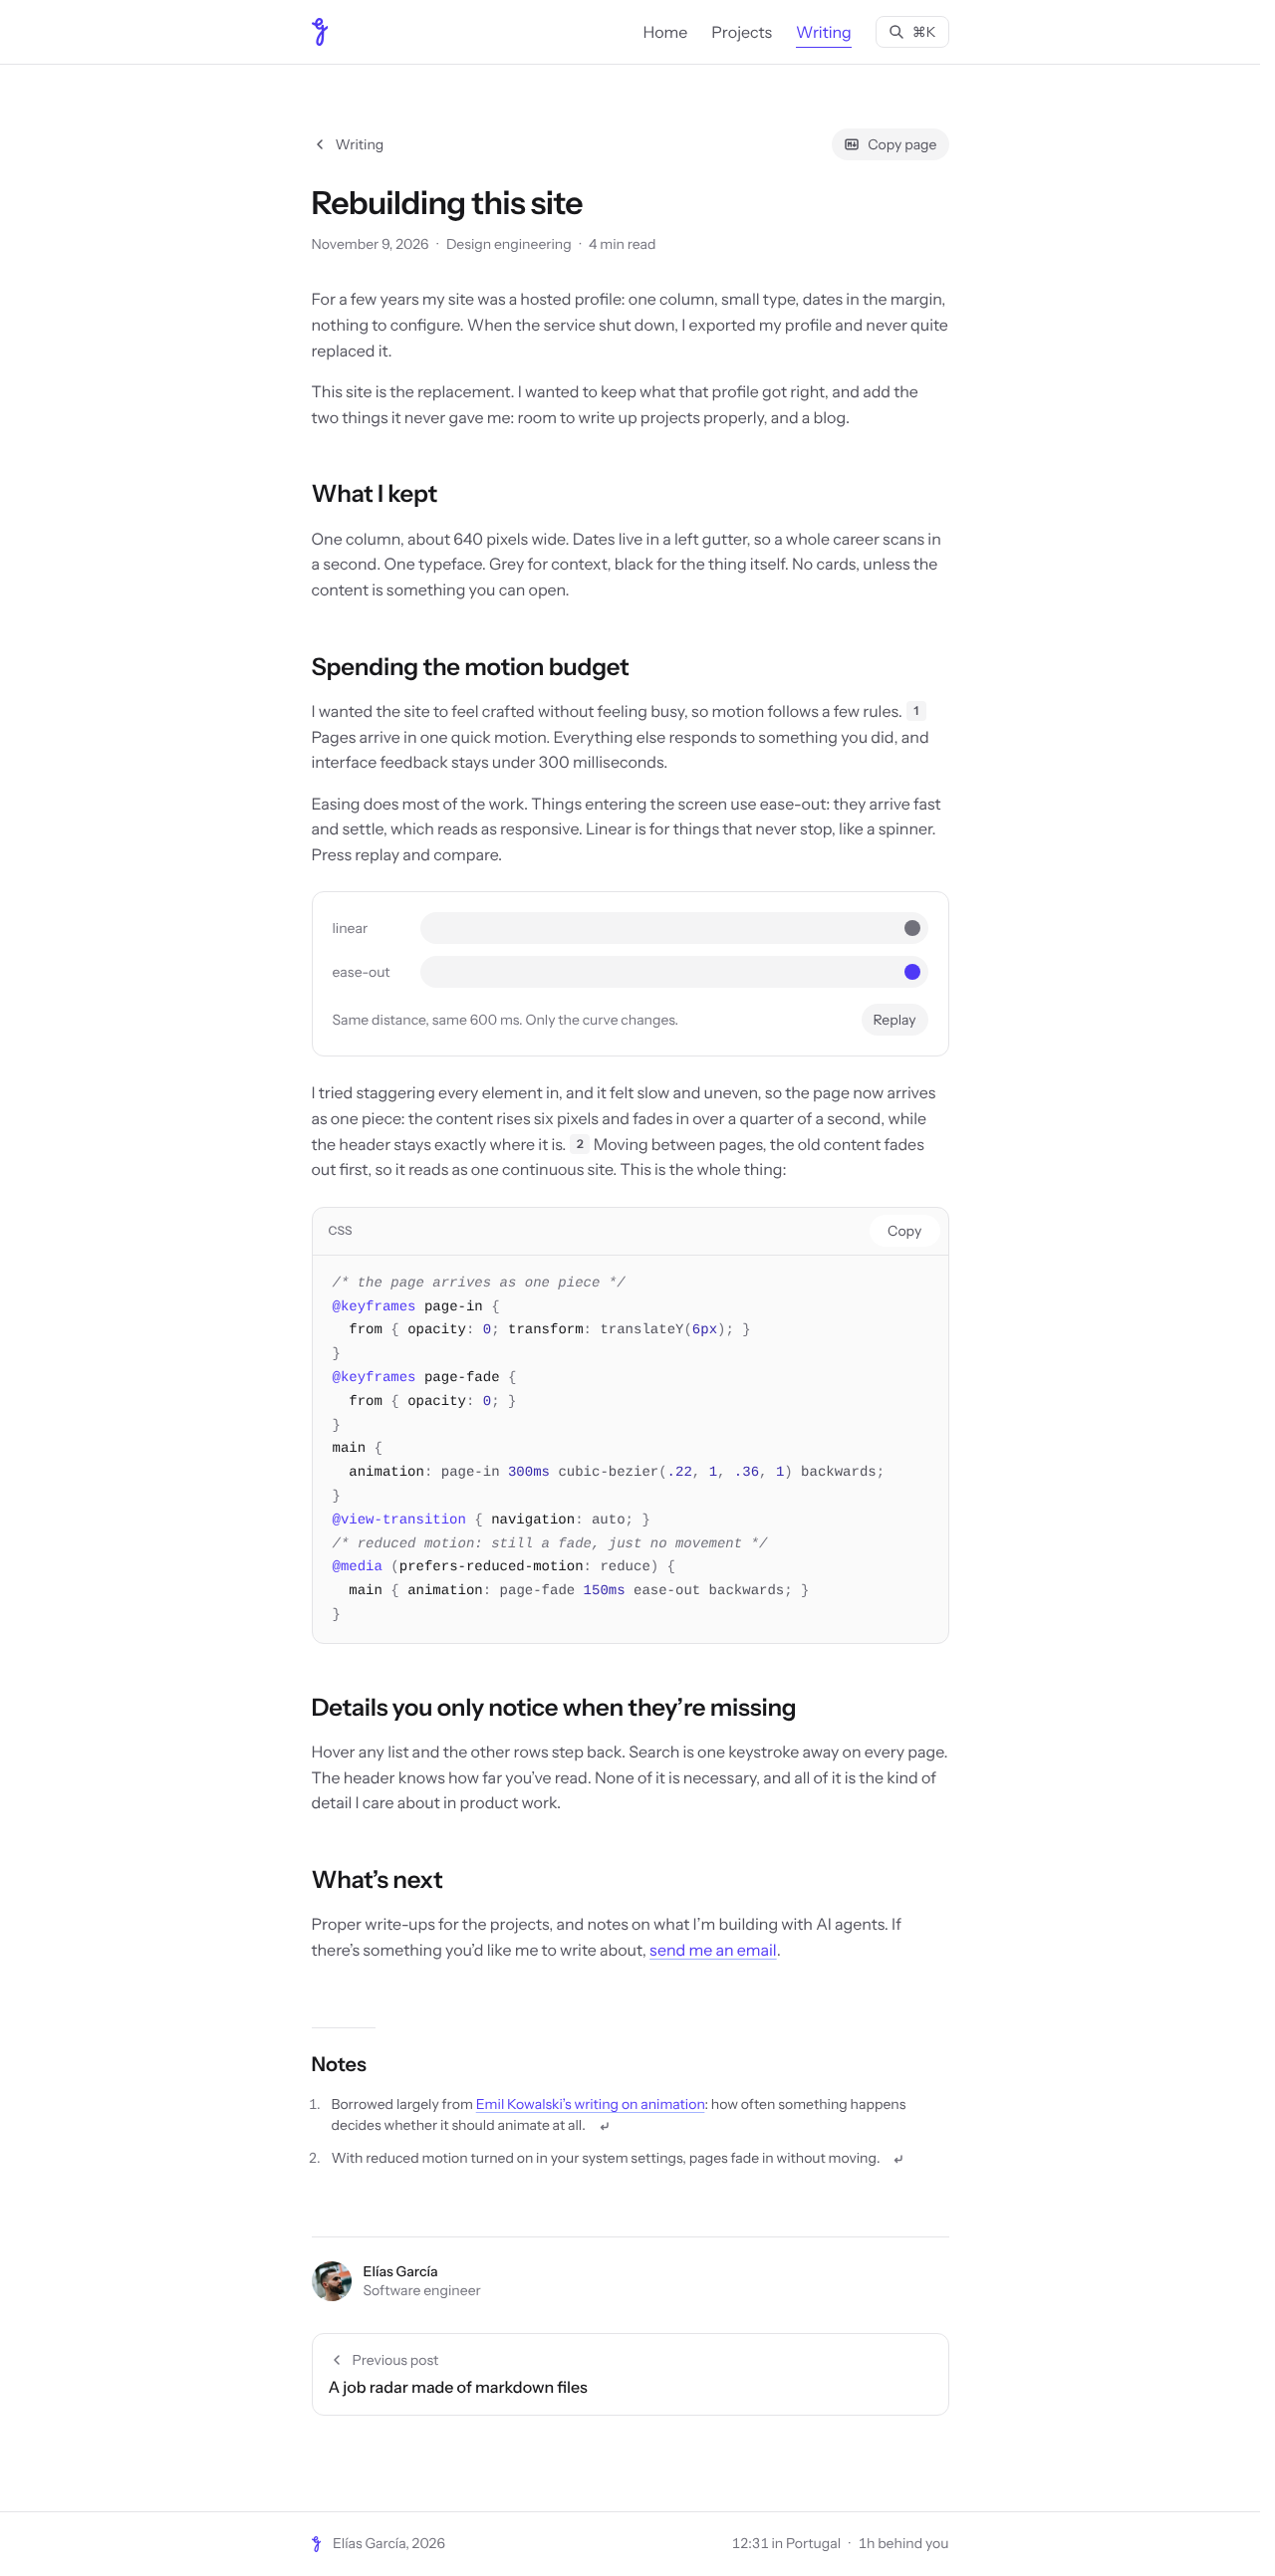 Home Projects Writing ⌘K
Writing Copy page
Rebuilding this site
November 9, 2026 · Design engineering · 4 min read
For a few years my site was a hosted profile: one column, small type, dates in the margin,
nothing to configure. When the service shut down, I exported my profile and never quite
replaced it.
This site is the replacement. I wanted to keep what that profile got right, and add the
two things it never gave me: room to write up projects properly, and a blog.
What I kept
One column, about 640 pixels wide. Dates live in a left gutter, so a whole career scans in
a second. One typeface. Grey for context, black for the thing itself. No cards, unless the
content is something you can open.
Spending the motion budget
I wanted the site to feel crafted without feeling busy, so motion follows a few rules. 1
Pages arrive in one quick motion. Everything else responds to something you did, and
interface feedback stays under 300 milliseconds.
Easing does most of the work. Things entering the screen use ease-out: they arrive fast
and settle, which reads as responsive. Linear is for things that never stop, like a spinner.
Press replay and compare.
linear
ease-out
Same distance, same 600 ms. Only the curve changes. Replay
I tried staggering every element in, and it felt slow and uneven, so the page now arrives
as one piece: the content rises six pixels and fades in over a quarter of a second, while
the header stays exactly where it is. 2 Moving between pages, the old content fades
out first, so it reads as one continuous site. This is the whole thing:
CSS Copy
/* the page arrives as one piece */
@keyframes page-in {
  from { opacity: 0; transform: translateY(6px); }
}
@keyframes page-fade {
  from { opacity: 0; }
}
main {
  animation: page-in 300ms cubic-bezier(.22, 1, .36, 1) backwards;
}
@view-transition { navigation: auto; }
/* reduced motion: still a fade, just no movement */
@media (prefers-reduced-motion: reduce) {
  main { animation: page-fade 150ms ease-out backwards; }
}
Details you only notice when they’re missing
Hover any list and the other rows step back. Search is one keystroke away on every page.
The header knows how far you’ve read. None of it is necessary, and all of it is the kind of
detail I care about in product work.
What’s next
Proper write-ups for the projects, and notes on what I’m building with AI agents. If
there’s something you’d like me to write about, send me an email.
Notes
1. Borrowed largely from Emil Kowalski’s writing on animation: how often something happens
decides whether it should animate at all. ↵
2. With reduced motion turned on in your system settings, pages fade in without moving. ↵
Elías García
Software engineer
Previous post
A job radar made of markdown files
Elías García, 2026 12:31 in Portugal · 1h behind you